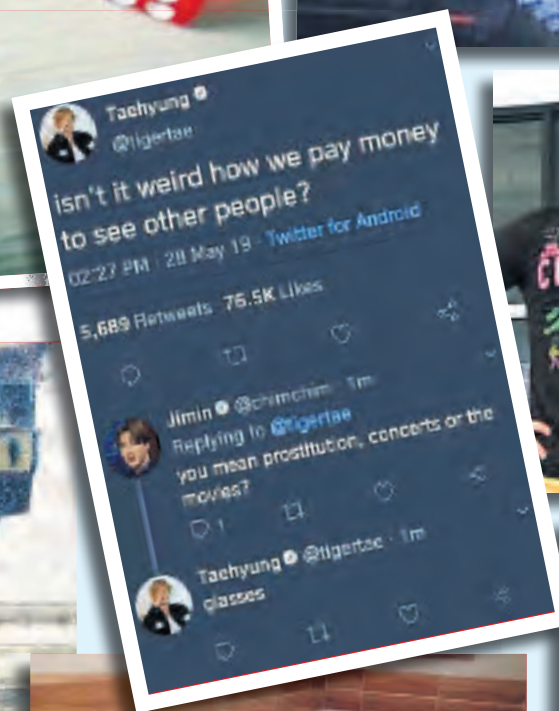 Taehyung
@tigertae
isn't it weird how we pay money
to see other people?
02:27 PM · 28 May 19 · Twitter for Android
5,689 Retweets 76.5K Likes
Jimin @chimchim · 1m
Replying to @tigertae
you mean prostitution, concerts or the
movies?
1
Taehyung @tigertae · 1m
glasses